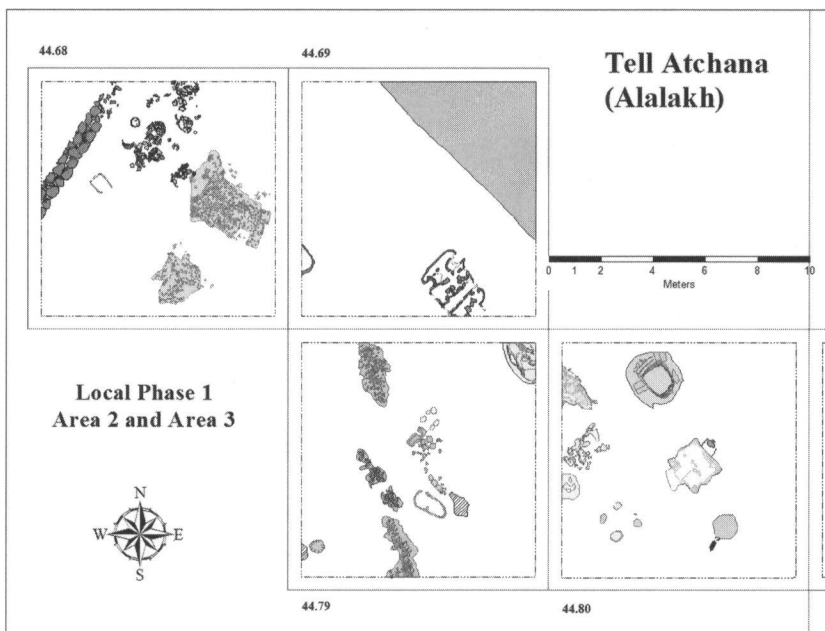 44.68
44.69
Tell Atchana
(Alalakh)
0 1 2 4 6 8 10
Meters
Local Phase 1
Area 2 and Area 3
N
W E
S
44.79
44.80